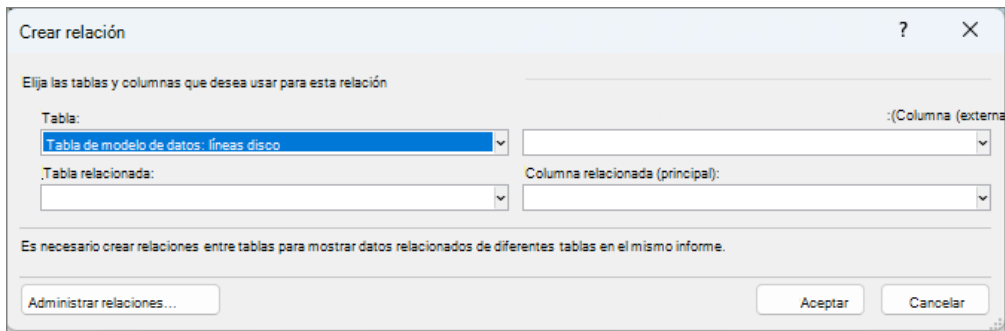 Crear relación ?
Elija las tablas y columnas que desea usar para esta relación
Tabla: :(Columna (externa
Tabla de modelo de datos: líneas disco
.Tabla relacionada: Columna relacionada (principal):
Es necesario crear relaciones entre tablas para mostrar datos relacionados de diferentes tablas en el mismo informe.
Administrar relaciones... Aceptar Cancelar